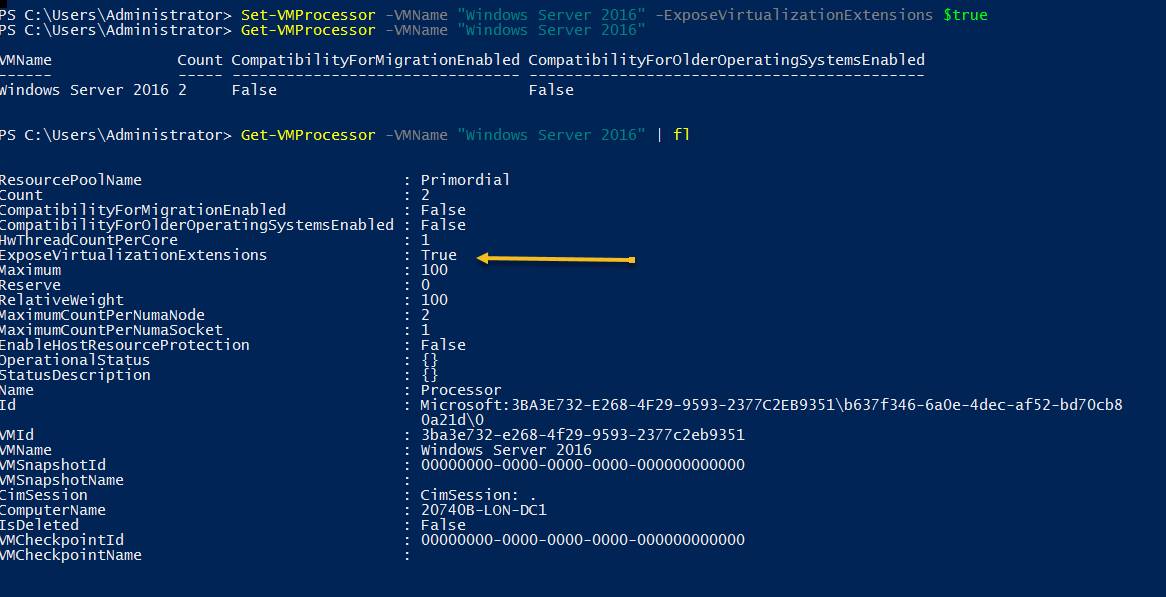 PS C:\Users\Administrator> Set-VMProcessor -VMName "Windows Server 2016" -ExposeVirtualizationExtensions $true
PS C:\Users\Administrator> Get-VMProcessor -VMName "Windows Server 2016"
VMName Count CompatibilityForMigrationEnabled CompatibilityForOlderOperatingSystemsEnabled
------ ----- -------------------------------- --------------------------------------------
Windows Server 2016 2 False False
PS C:\Users\Administrator> Get-VMProcessor -VMName "Windows Server 2016" | fl
ResourcePoolName : Primordial
Count : 2
CompatibilityForMigrationEnabled : False
CompatibilityForOlderOperatingSystemsEnabled : False
HwThreadCountPerCore : 1
ExposeVirtualizationExtensions : True
Maximum : 100
Reserve : 0
RelativeWeight : 100
MaximumCountPerNumaNode : 2
MaximumCountPerNumaSocket : 1
EnableHostResourceProtection : False
OperationalStatus : {}
StatusDescription : {}
Name : Processor
Id : Microsoft:3BA3E732-E268-4F29-9593-2377C2EB9351\b637f346-6a0e-4dec-af52-bd70cb8
0a21d\0
VMId : 3ba3e732-e268-4f29-9593-2377c2eb9351
VMName : Windows Server 2016
VMSnapshotId : 00000000-0000-0000-0000-000000000000
VMSnapshotName :
CimSession : CimSession: .
ComputerName : 20740B-LON-DC1
IsDeleted : False
VMCheckpointId : 00000000-0000-0000-0000-000000000000
VMCheckpointName :